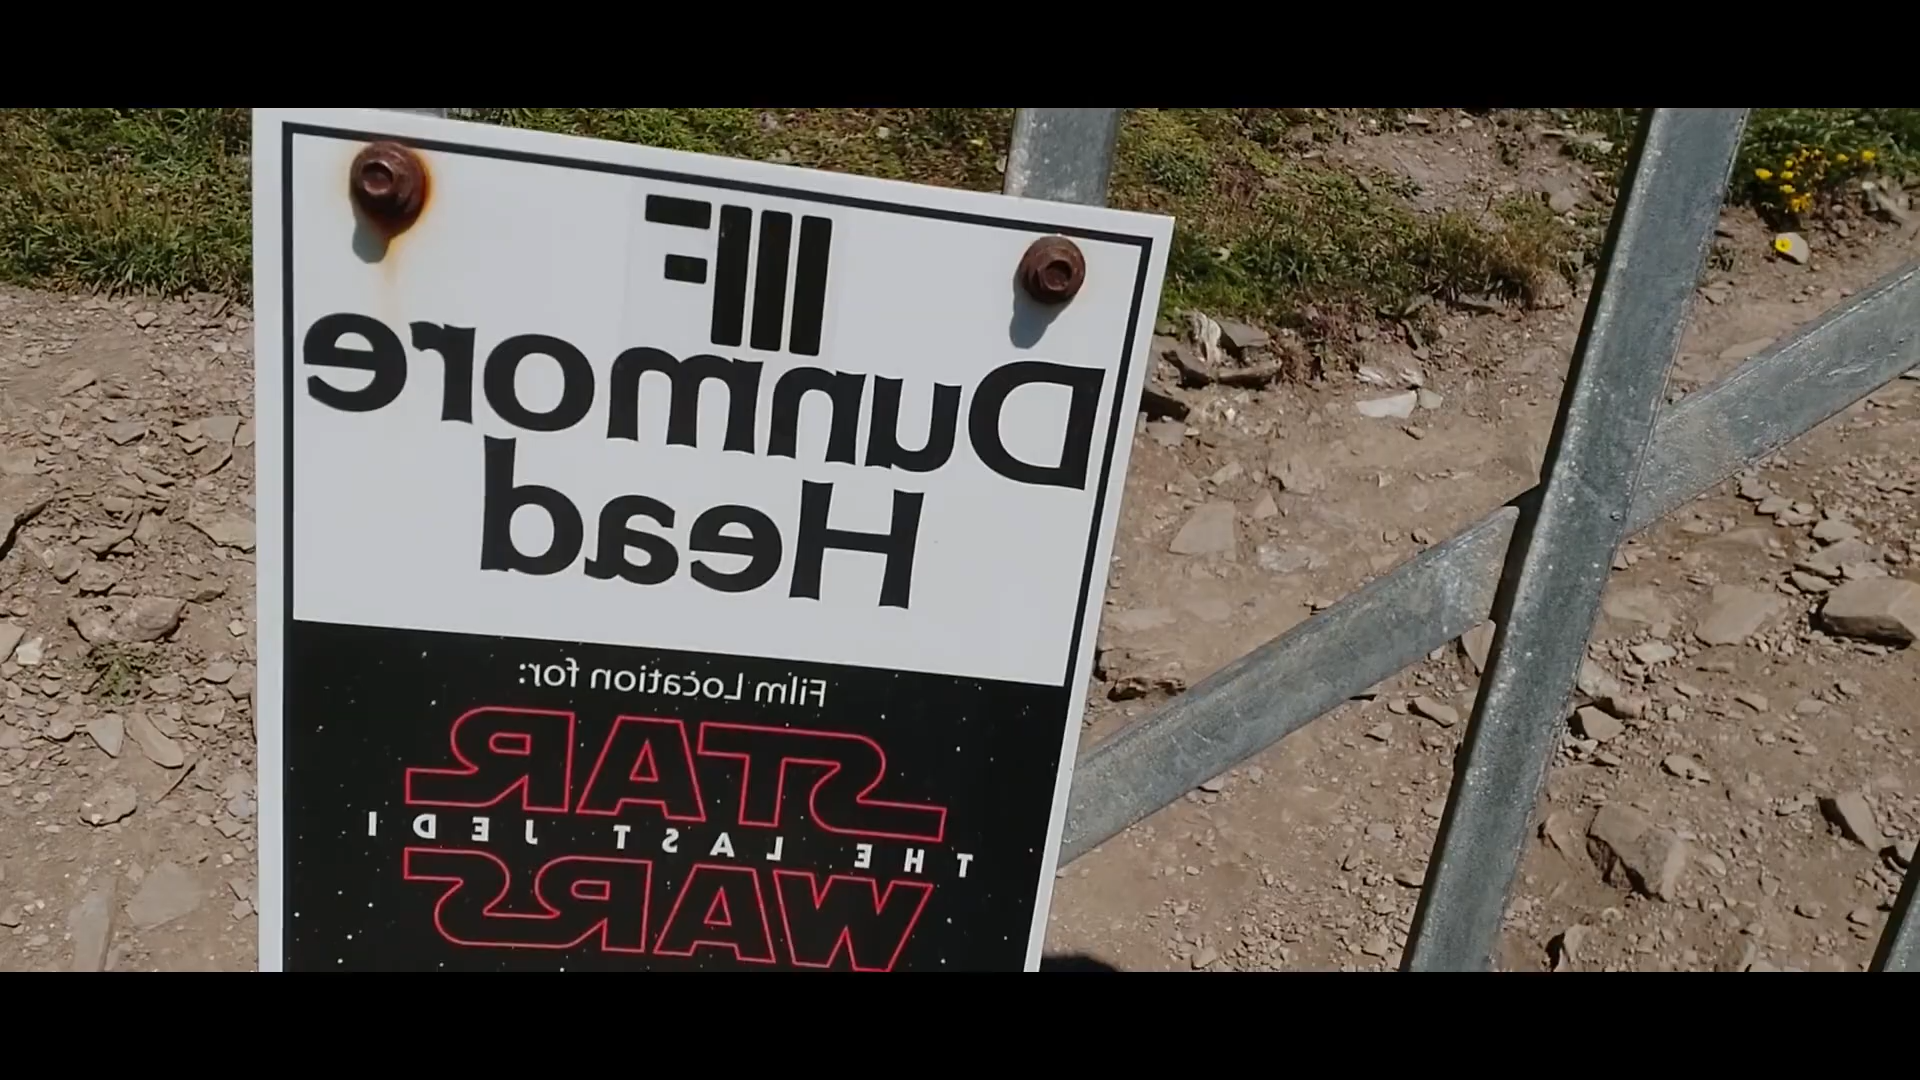 Dunmore
Head
Film Location for:
STAR
THE LAST JEDI
WARS